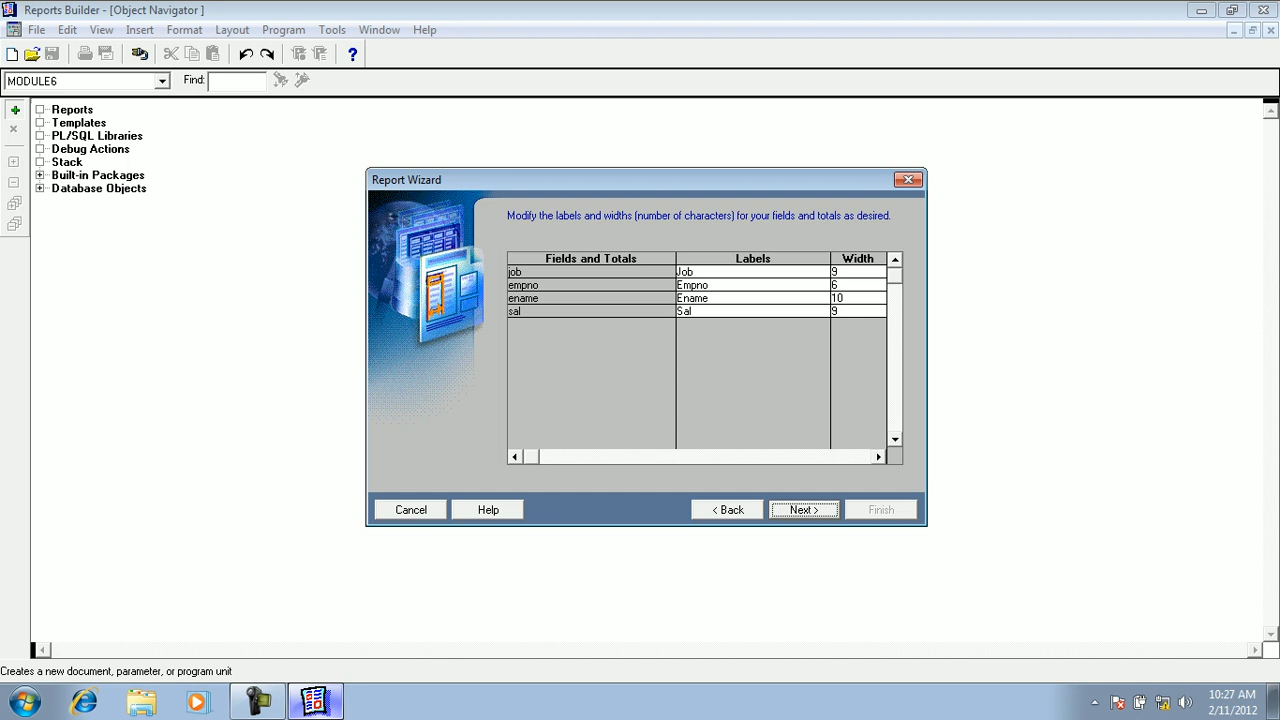 Reports Builder - [Object Navigator ]
File Edit View Insert Format Layout Program Tools Window Help
MODULE6 Find:
Reports
Templates
PL/SQL Libraries
Debug Actions
Stack
Built-in Packages
Database Objects
Report Wizard
Modify the labels and widths (number of characters) for your fields and totals as desired.
Fields and Totals Labels Width
job Job 9
empno Empno 6
ename Ename 10
sal Sal 9
Cancel Help < Back Next > Finish
Creates a new document, parameter, or program unit
10:27 AM
2/11/2012